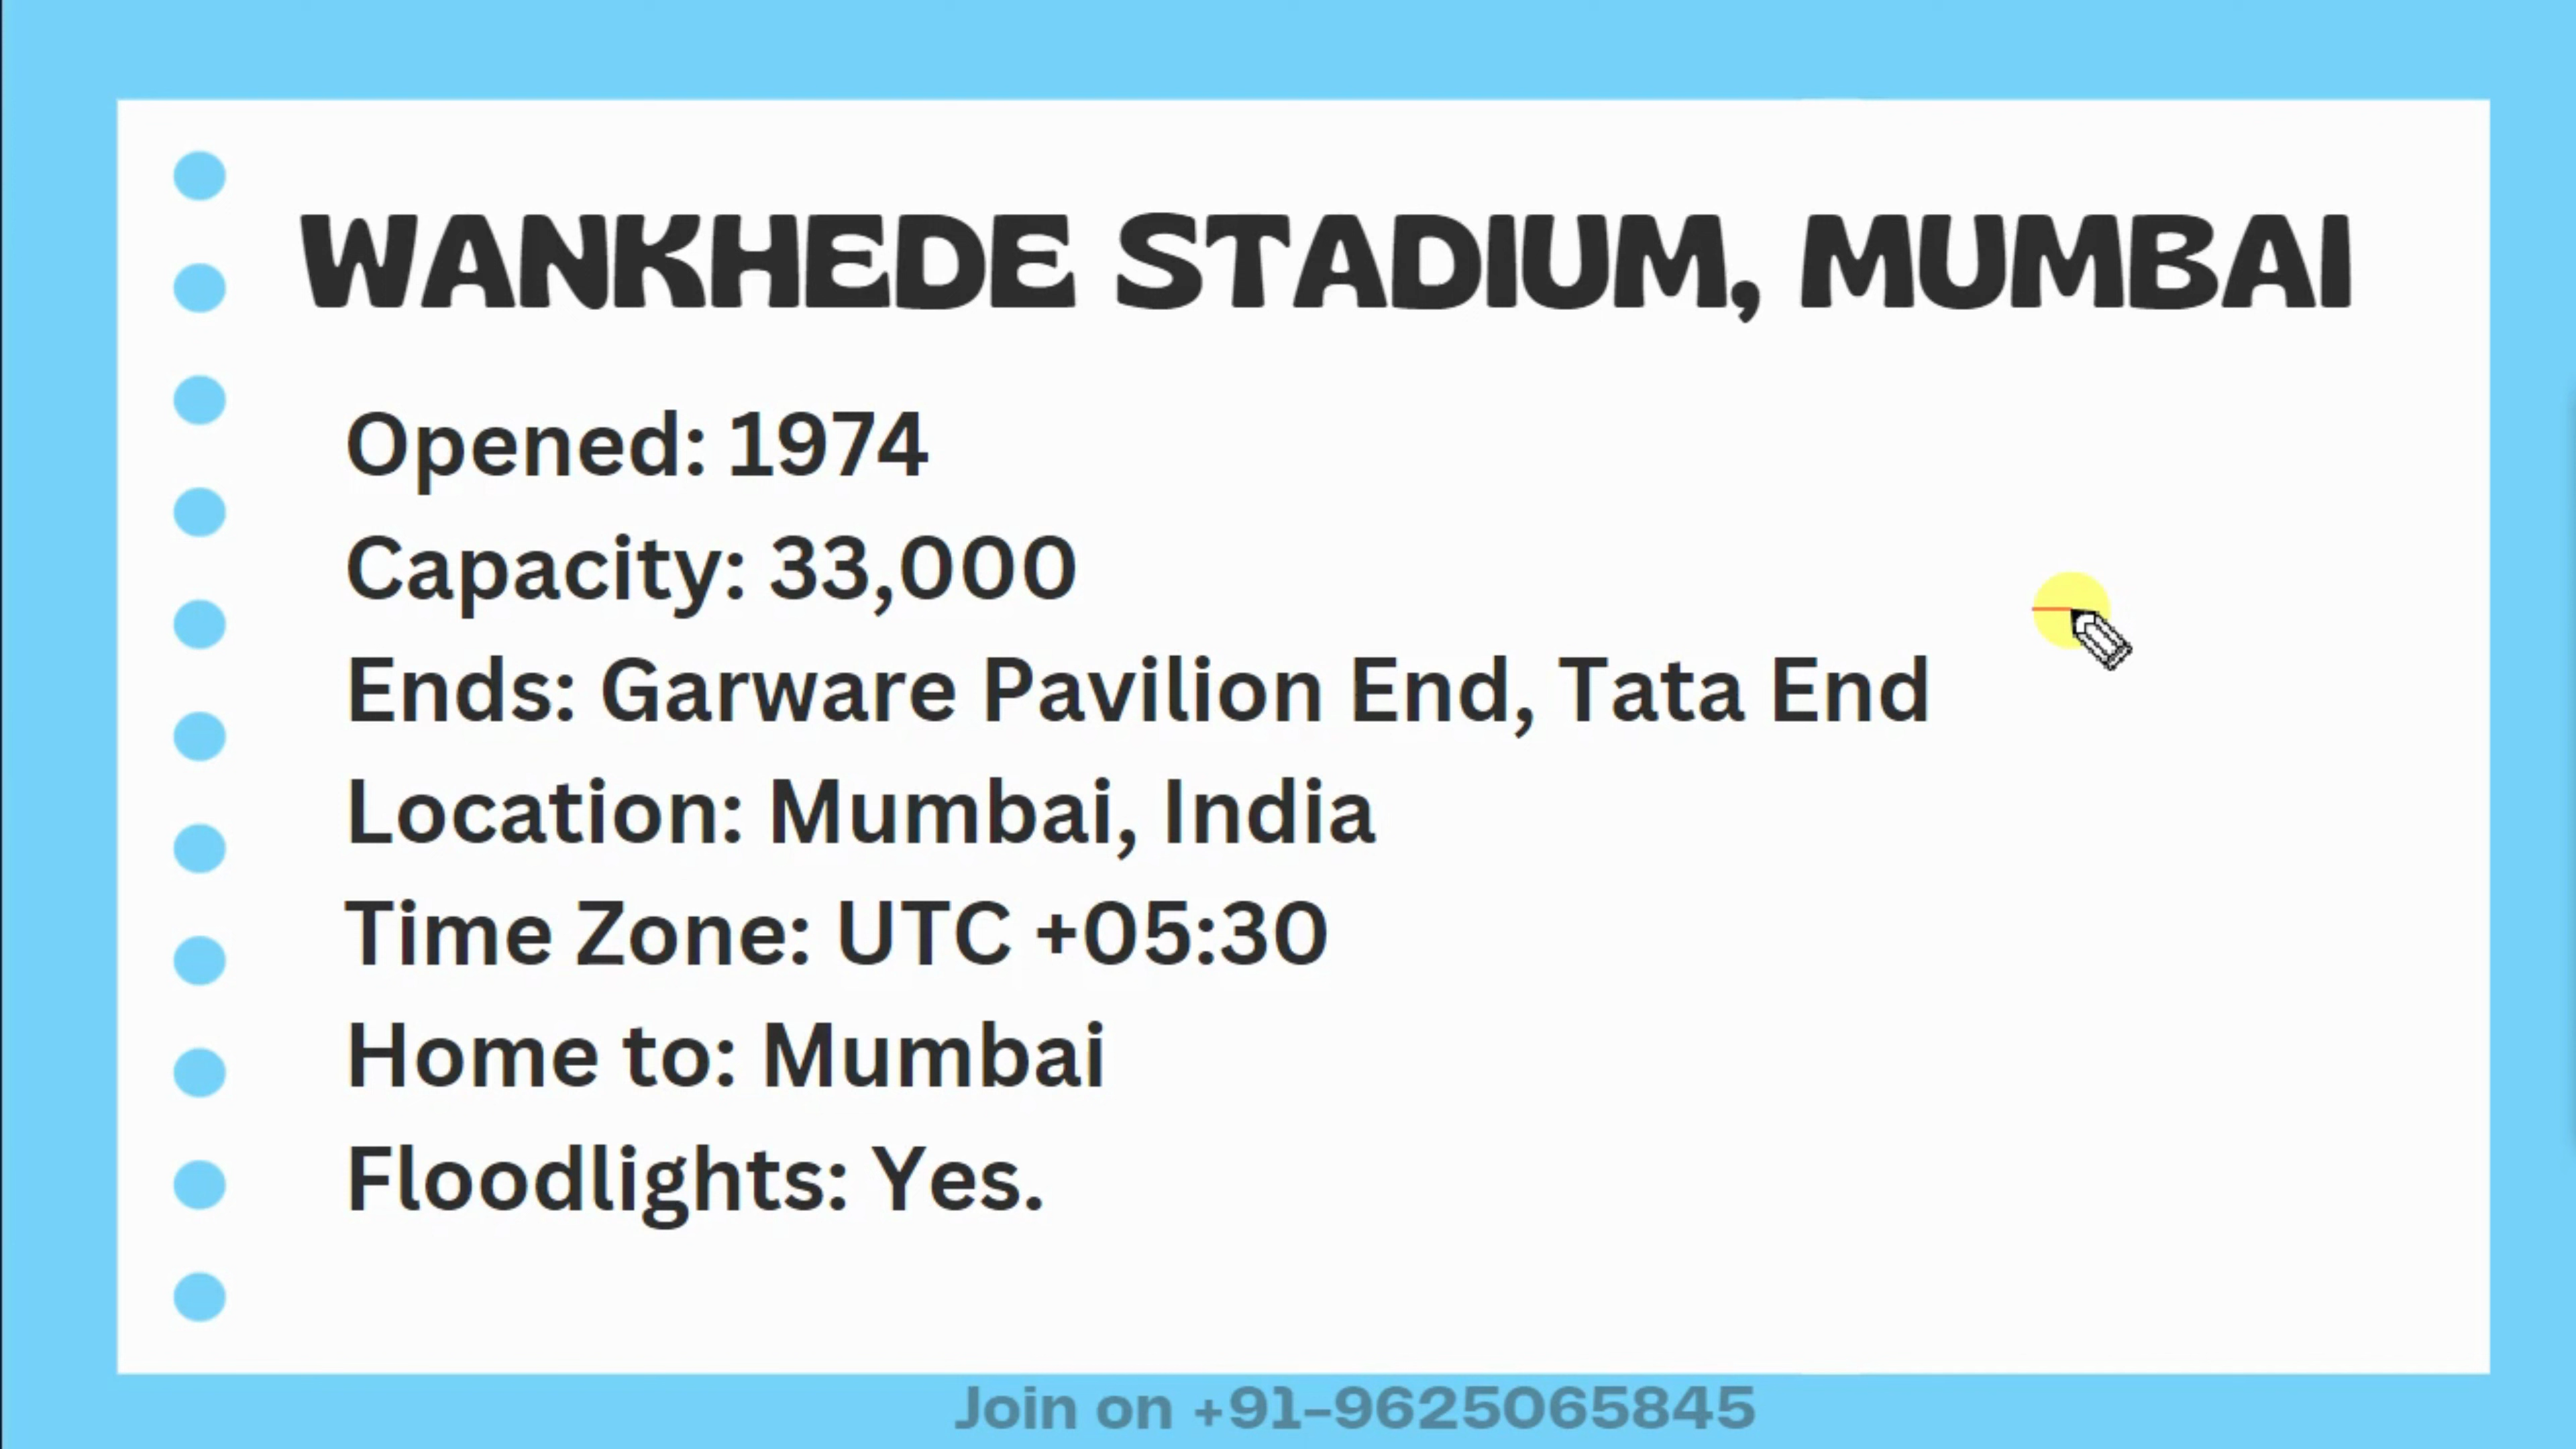 WANKHEDE STADIUM, MUMBAI
Opened: 1974
Capacity: 33,000
Ends: Garware Pavilion End, Tata End
Location: Mumbai, India
Time Zone: UTC +05:30
Home to: Mumbai
Floodlights: Yes.
Join on +91-9625065845